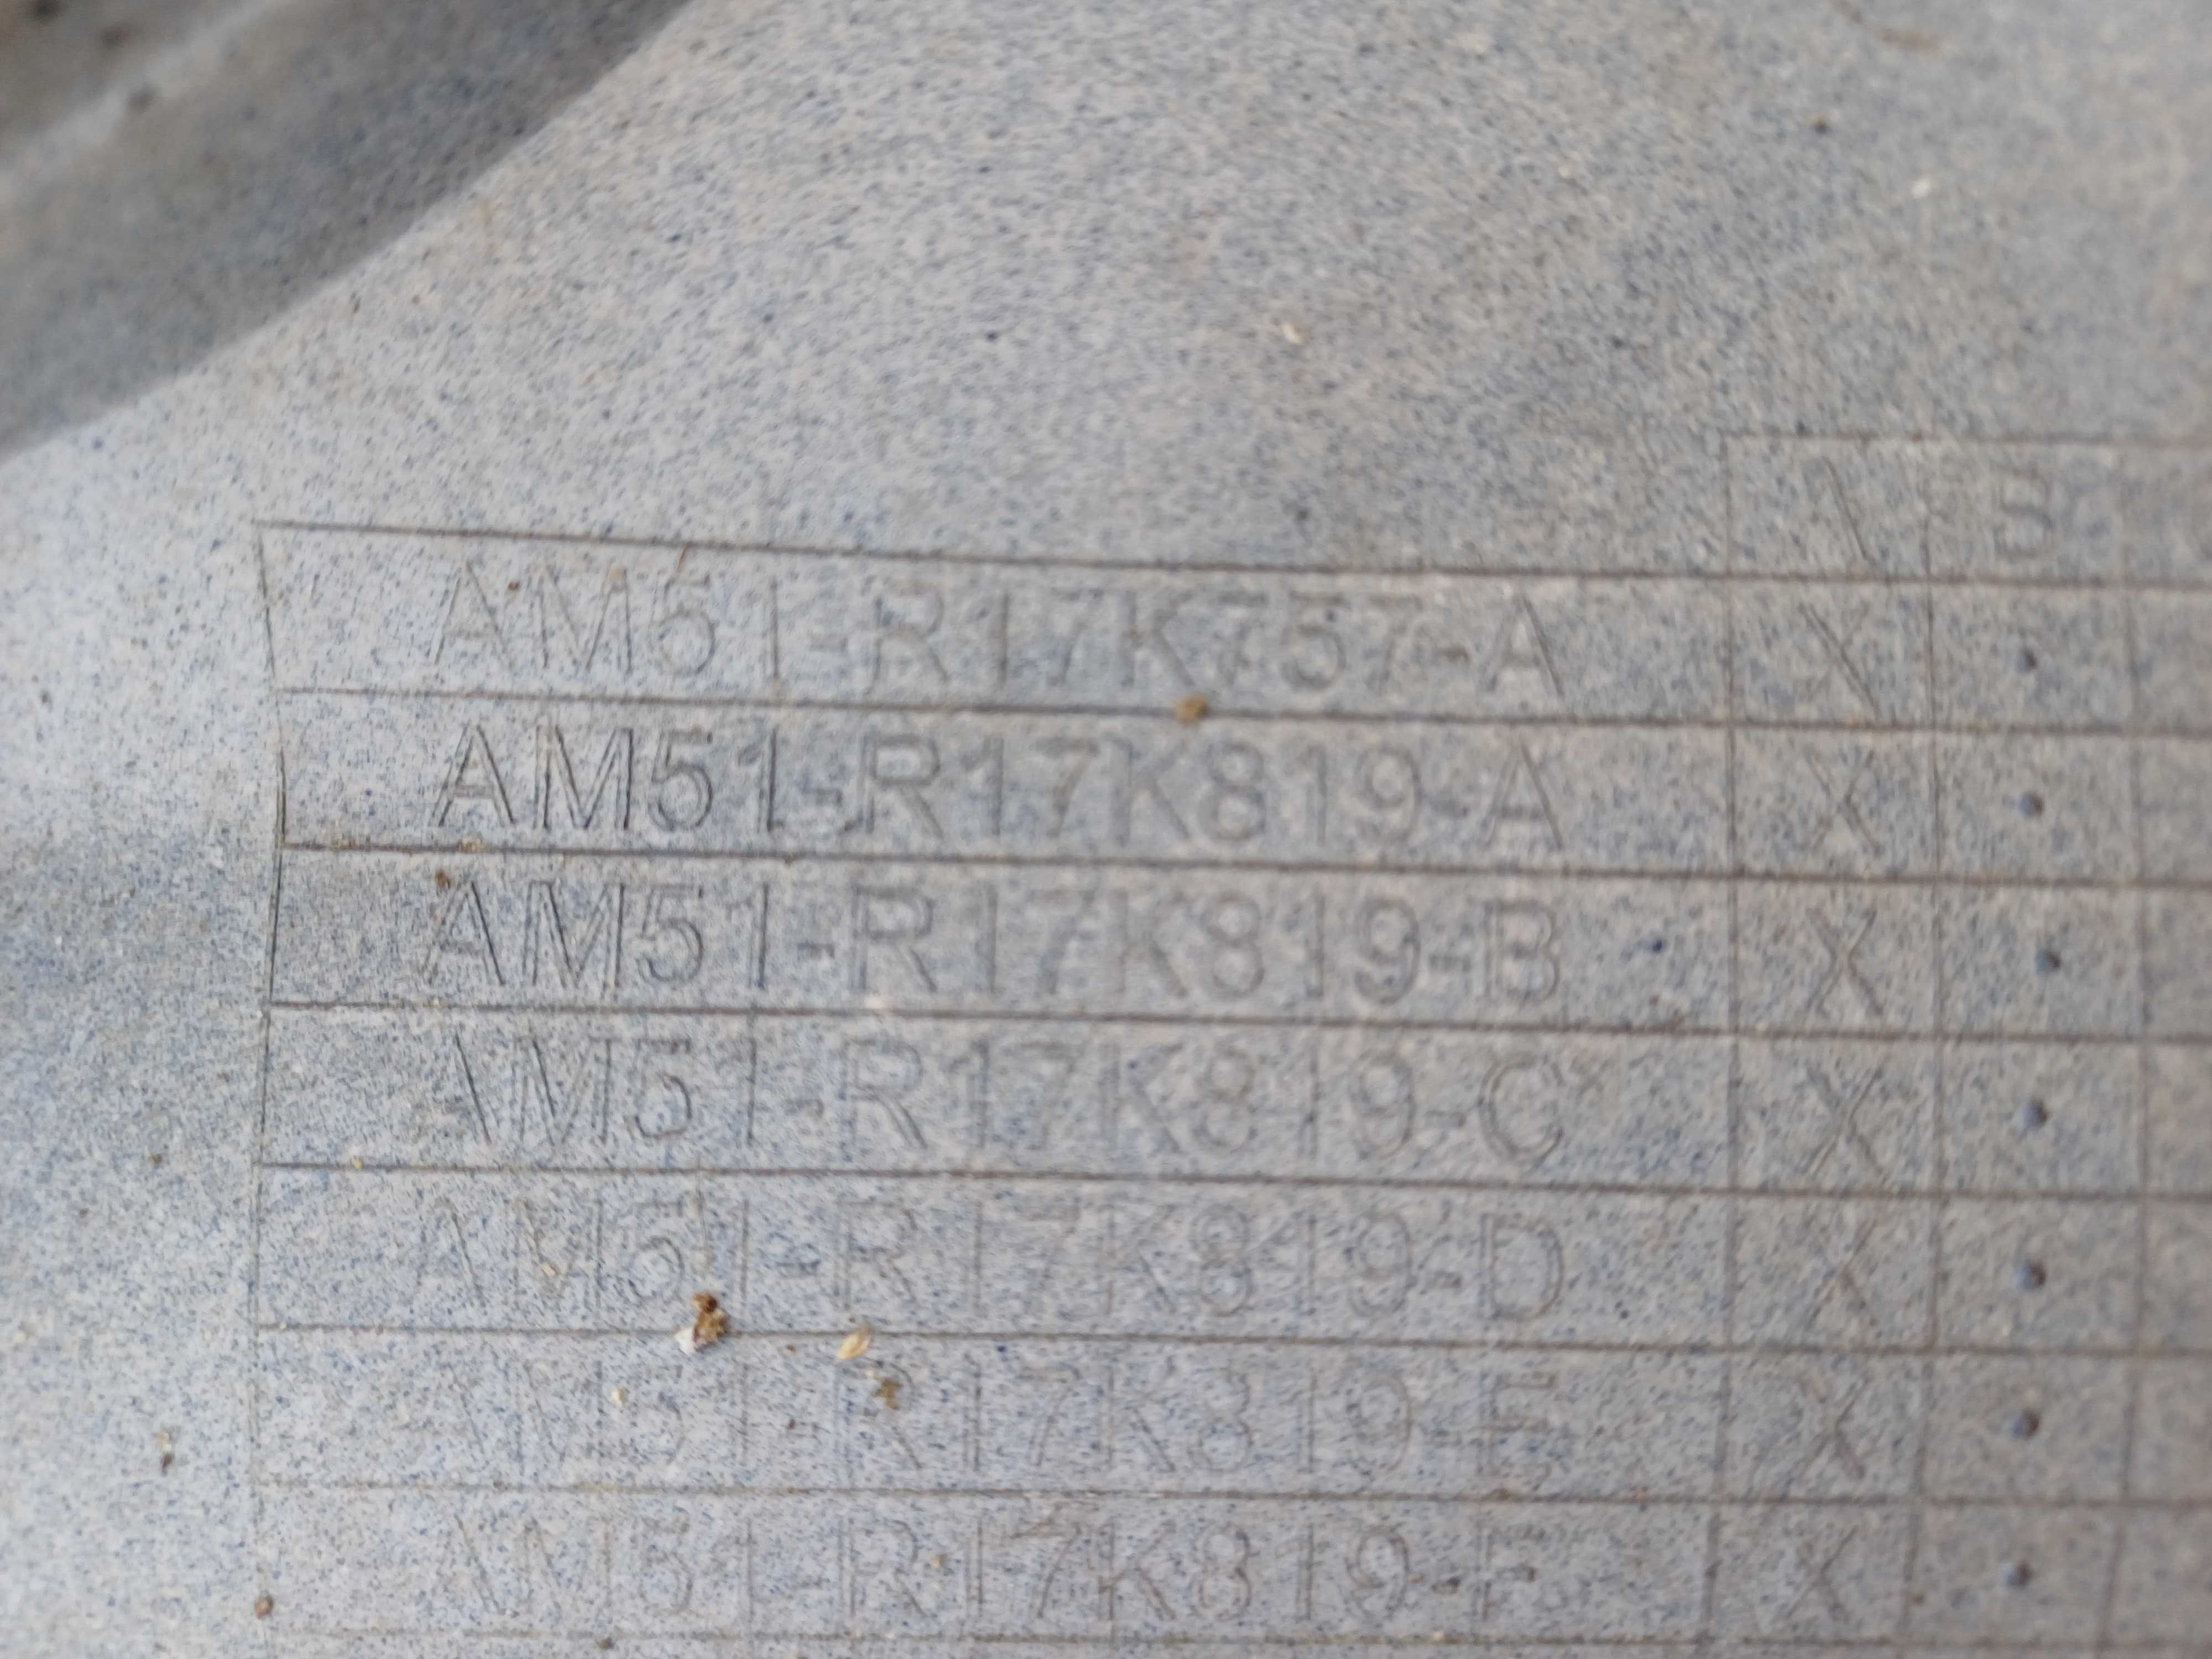 B
AM51-R17K757-A X
AM51-R17K819-A X
AM51-R17K819-B X
AM51-R17K819-C X
AM51-R17K819-D X
AM51-R17K819-E X
AM51-R17K819-F X